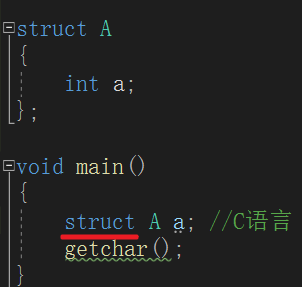 struct A
{
int a;
};
void main()
{
struct A a; //C语言
getchar();
}